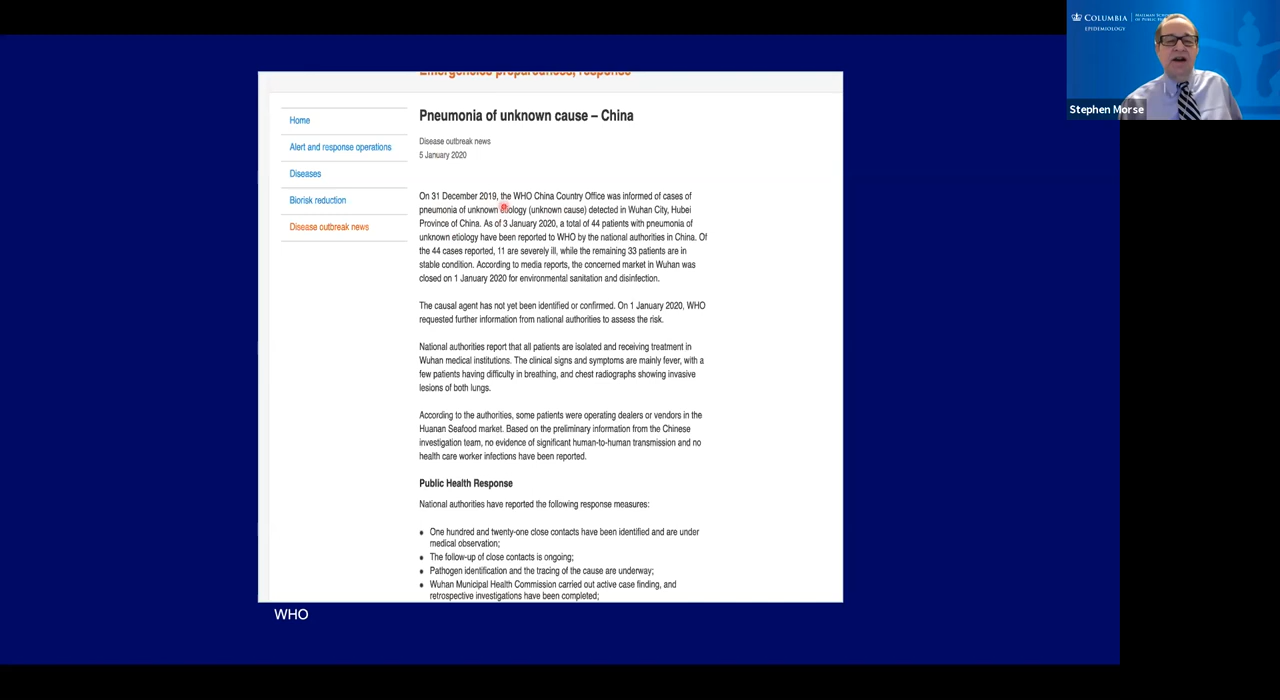 COLUMBIA
EPIDEMIOLOGY
Stephen Morse
Emergencies preparedness, response
Home
Alert and response operations
Diseases
Biorisk reduction
Disease outbreak news
Pneumonia of unknown cause – China
Disease outbreak news
5 January 2020
On 31 December 2019, the WHO China Country Office was informed of cases of
pneumonia of unknown etiology (unknown cause) detected in Wuhan City, Hubei
Province of China. As of 3 January 2020, a total of 44 patients with pneumonia of
unknown etiology have been reported to WHO by the national authorities in China. Of
the 44 cases reported, 11 are severely ill, while the remaining 33 patients are in
stable condition. According to media reports, the concerned market in Wuhan was
closed on 1 January 2020 for environmental sanitation and disinfection.
The causal agent has not yet been identified or confirmed. On 1 January 2020, WHO
requested further information from national authorities to assess the risk.
National authorities report that all patients are isolated and receiving treatment in
Wuhan medical institutions. The clinical signs and symptoms are mainly fever, with a
few patients having difficulty in breathing, and chest radiographs showing invasive
lesions of both lungs.
According to the authorities, some patients were operating dealers or vendors in the
Huanan Seafood market. Based on the preliminary information from the Chinese
investigation team, no evidence of significant human-to-human transmission and no
health care worker infections have been reported.
Public Health Response
National authorities have reported the following response measures:
• One hundred and twenty-one close contacts have been identified and are under
medical observation;
• The follow-up of close contacts is ongoing;
• Pathogen identification and the tracing of the cause are underway;
• Wuhan Municipal Health Commission carried out active case finding, and
retrospective investigations have been completed;
WHO